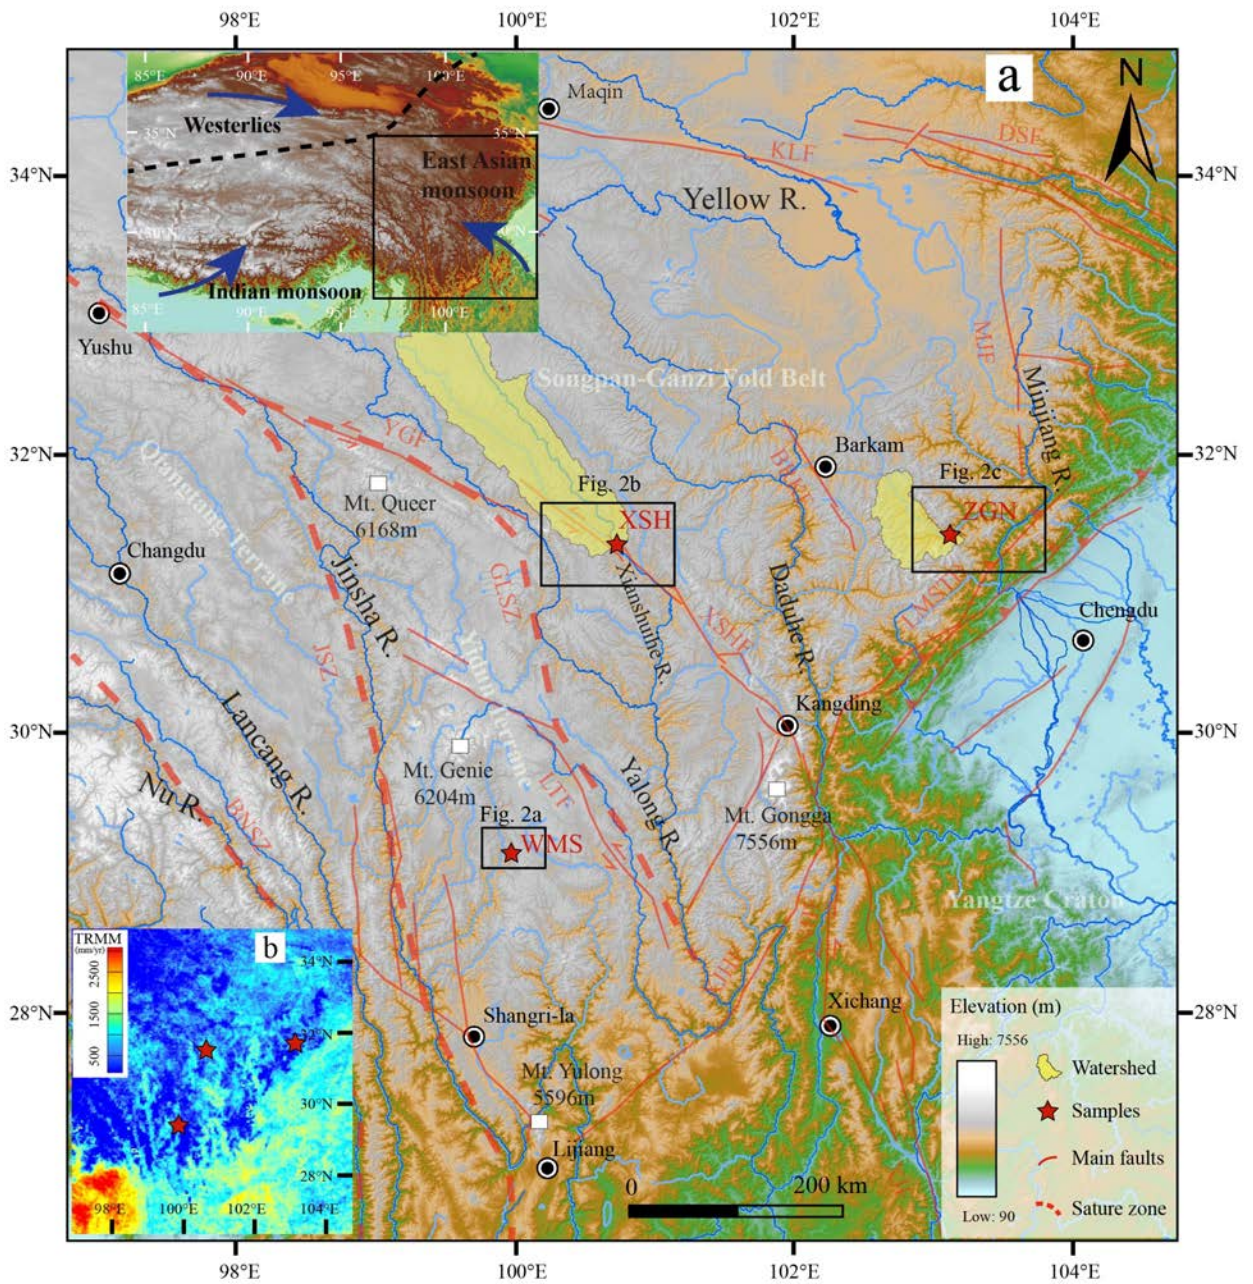 98°E 100°E 102°E 104°E
a
N
85°E 90°E 95°E 100°E
Westerlies
35°N 35°N
East Asian
monsoon
30°N
Indian monsoon
85°E 90°E 95°E 100°E
Maqin
KLF
DSF
34°N 34°N
Yellow R.
Yushu
MJF
Songpan-Ganzi Fold Belt
Minjiang R.
YGF
32°N 32°N
Barkam
Fig. 2b
Fig. 2c
Mt. Queer
6168m
XSH
ZGN
Qiangtang Terrane
Changdu
Jinsha R.
GLSZ
Xianshuihe R.
XSHF
Daduhe R.
Chengdu
JSZ
Lancang R.
Kangding
30°N 30°N
Mt. Genie
6204m
LTF
Yalong R.
Mt. Gongga
7556m
Nu R.
BNSZ
Fig. 2a
WMS
Yangtze Craton
TRMM
(mm/yr)
2500
1500
500
b
34°N
32°N
30°N
28°N
98°E 100°E 102°E 104°E
28°N 28°N
Shangri-la
Xichang
Mt. Yulong
5596m
Lijiang
0 200 km
Elevation (m)
High: 7556
Low: 90
Watershed
Samples
Main faults
Sature zone
98°E 100°E 102°E 104°E